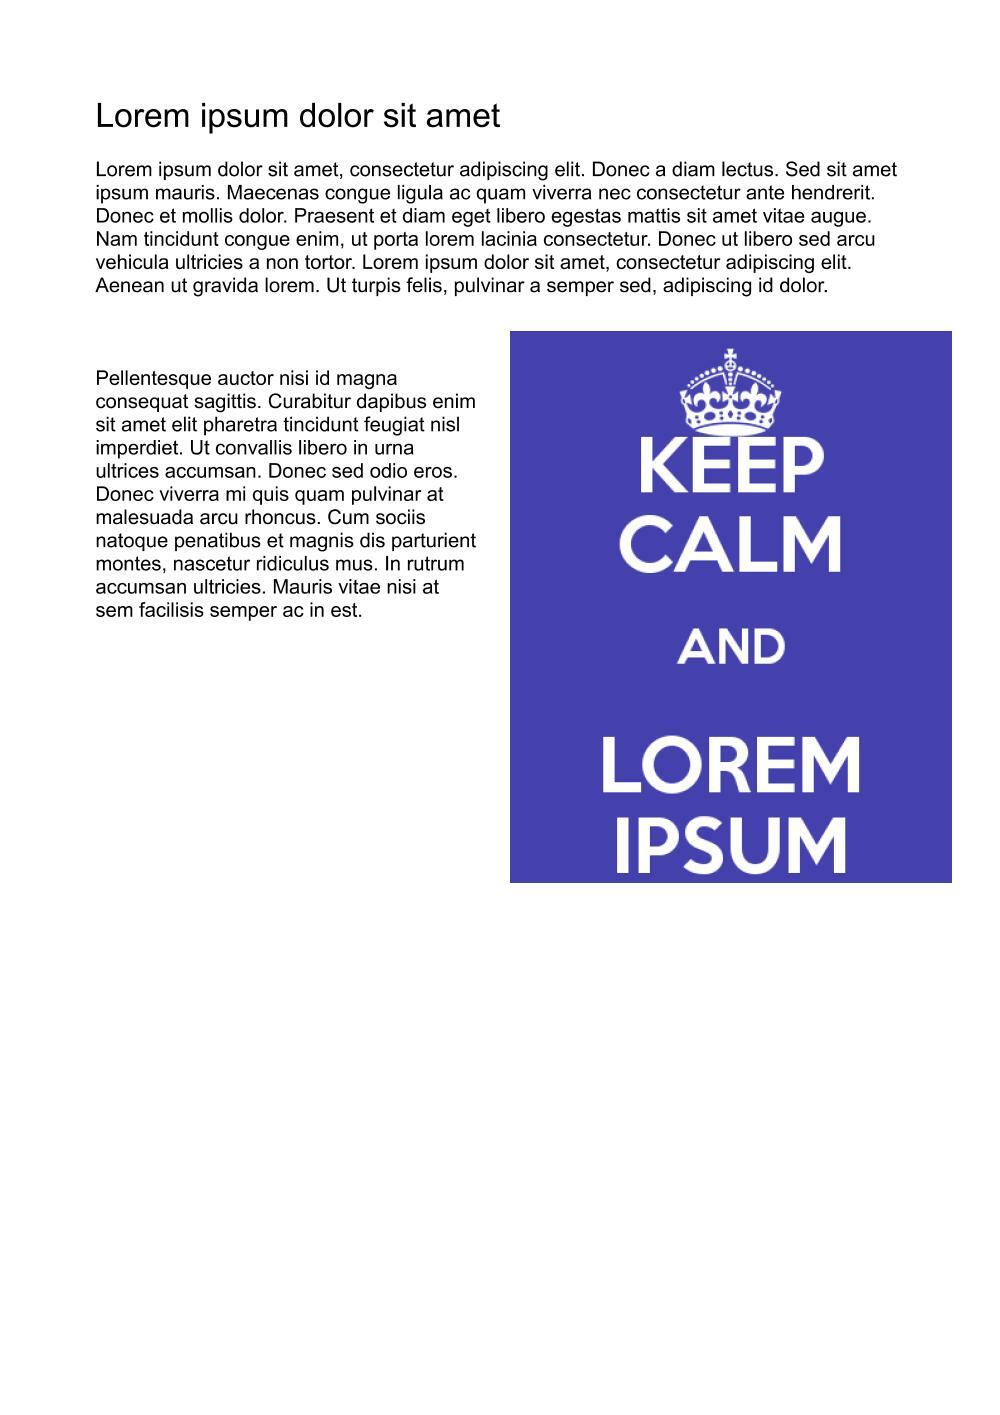 Lorem ipsum dolor sit amet
Lorem ipsum dolor sit amet, consectetur adipiscing elit. Donec a diam lectus. Sed sit amet
ipsum mauris. Maecenas congue ligula ac quam viverra nec consectetur ante hendrerit.
Donec et mollis dolor. Praesent et diam eget libero egestas mattis sit amet vitae augue.
Nam tincidunt congue enim, ut porta lorem lacinia consectetur. Donec ut libero sed arcu
vehicula ultricies a non tortor. Lorem ipsum dolor sit amet, consectetur adipiscing elit.
Aenean ut gravida lorem. Ut turpis felis, pulvinar a semper sed, adipiscing id dolor.
Pellentesque auctor nisi id magna
consequat sagittis. Curabitur dapibus enim
sit amet elit pharetra tincidunt feugiat nisl
imperdiet. Ut convallis libero in urna
ultrices accumsan. Donec sed odio eros.
Donec viverra mi quis quam pulvinar at
malesuada arcu rhoncus. Cum sociis
natoque penatibus et magnis dis parturient
montes, nascetur ridiculus mus. In rutrum
accumsan ultricies. Mauris vitae nisi at
sem facilisis semper ac in est.
KEEP
CALM
AND
LOREM
IPSUM